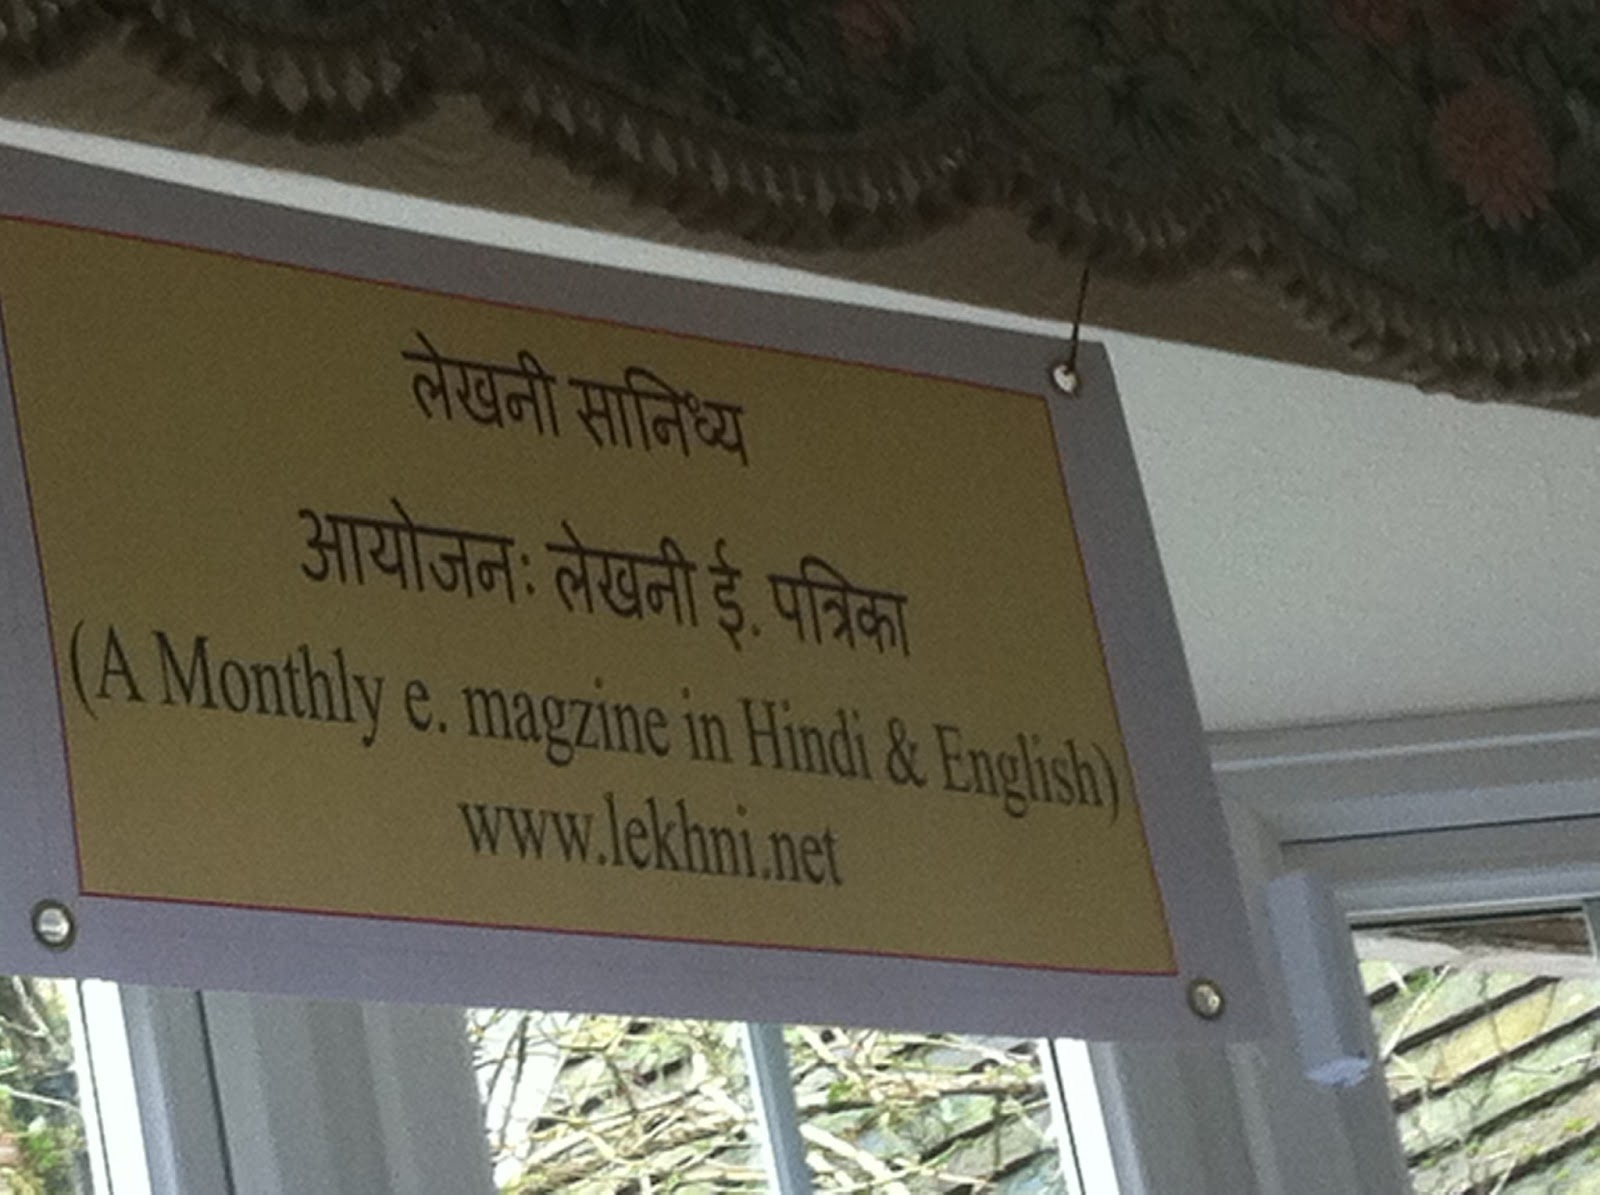 लेखनी सानिध्य
आयोजनः लेखनी ई. पत्रिका
(A Monthly e. magzine in Hindi & English)
www.lekhni.net